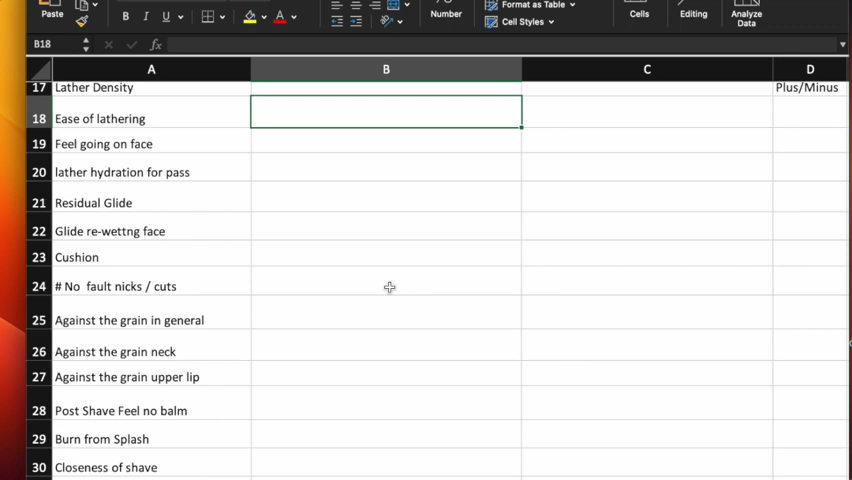 Paste
B
I
U
A
Number
Format as Table
Cell Styles
Cells
Editing
Analyze
Data
B18
fx
A
B
C
D
17 Lather Density Plus/Minus
18 Ease of lathering
19 Feel going on face
20 lather hydration for pass
21 Residual Glide
22 Glide re-wettng face
23 Cushion
24 # No fault nicks / cuts
25 Against the grain in general
26 Against the grain neck
27 Against the grain upper lip
28 Post Shave Feel no balm
29 Burn from Splash
30 Closeness of shave